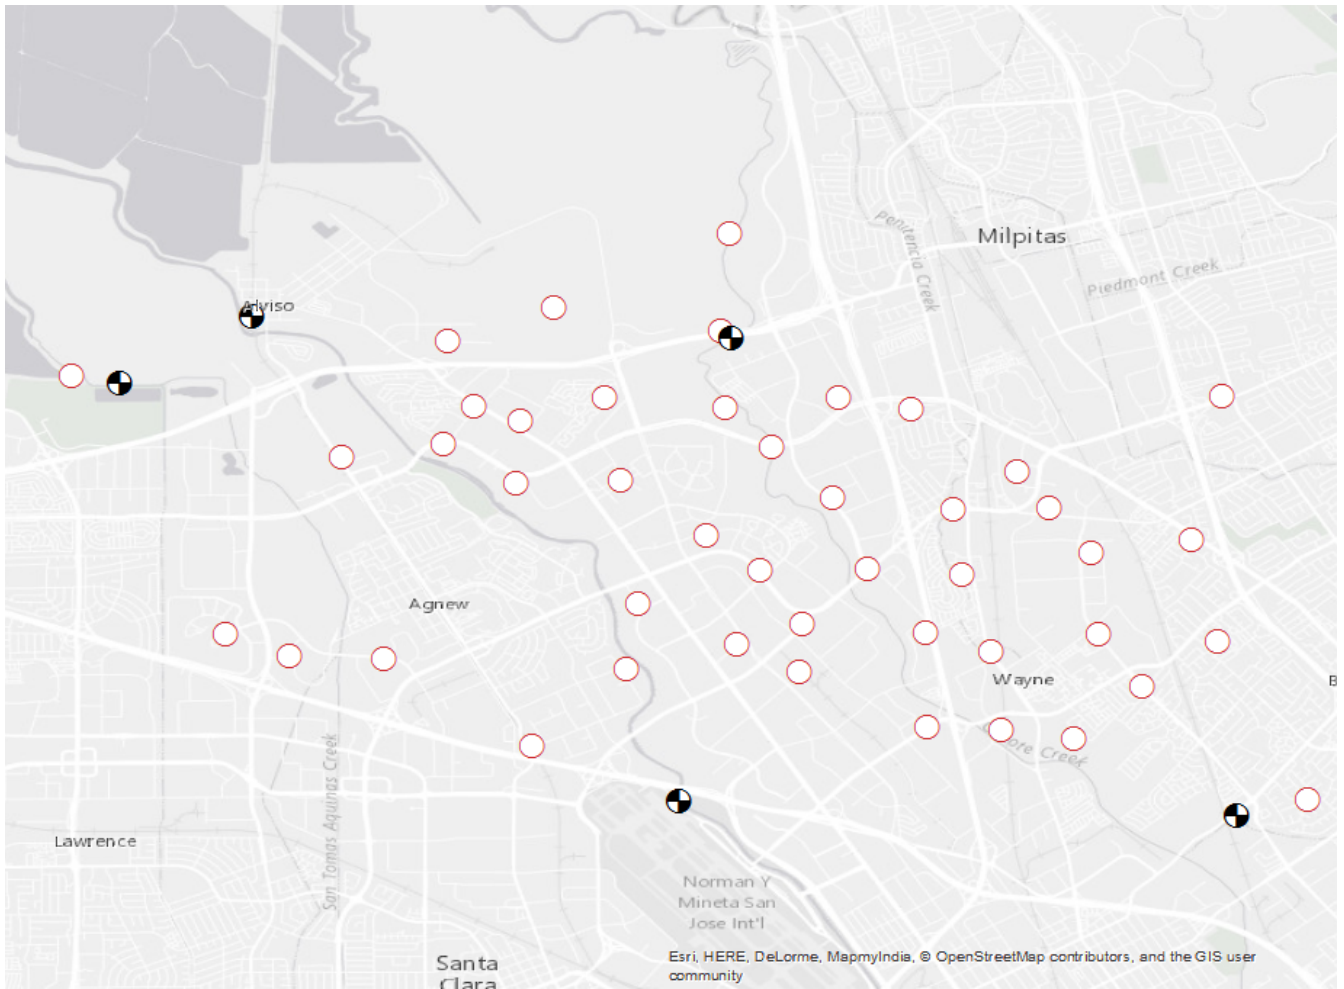 Milpitas
Penitencia Creek
Piedmont Creek
Alviso
Agnew
Wayne
B
Coyote Creek
San Tomas Aquinas Creek
Lawrence
Norman Y
Mineta San
Jose Int'l
Santa
Clara
Esri, HERE, DeLorme, MapmyIndia, © OpenStreetMap contributors, and the GIS user
community